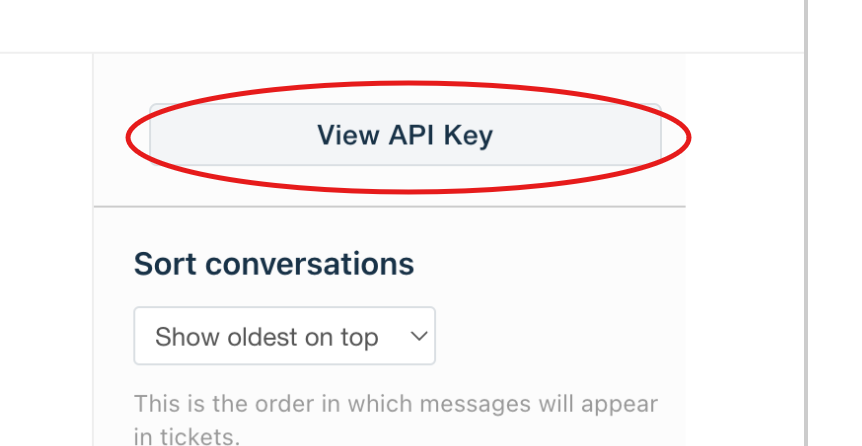 View API Key
Sort conversations
Show oldest on top
This is the order in which messages will appear
in tickets.